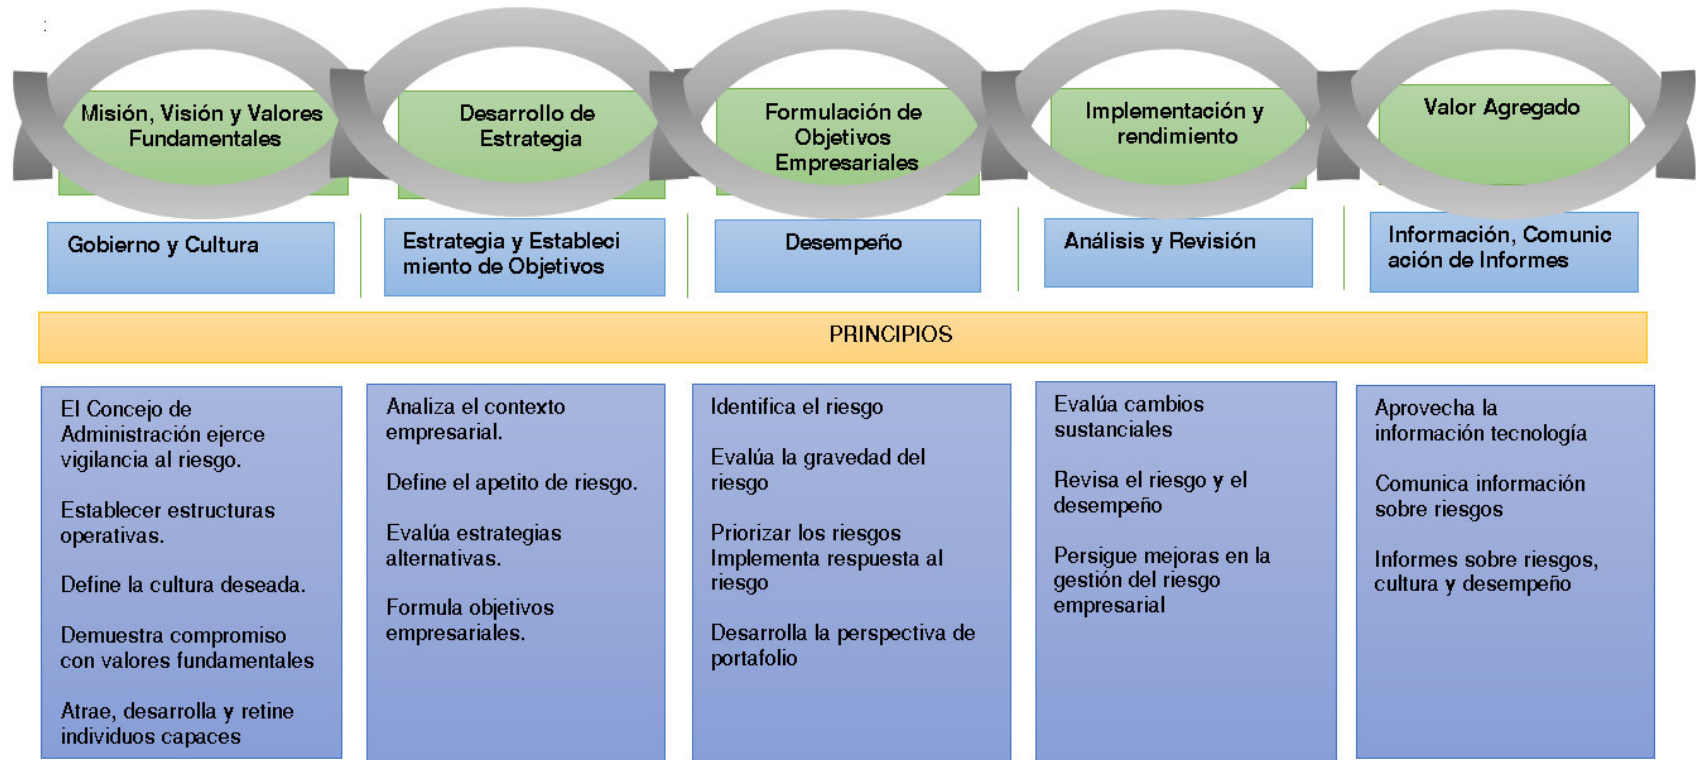 Misión, Visión y Valores
Fundamentales
Desarrollo de
Estrategia
Formulación de
Objetivos
Empresariales
Implementación y
rendimiento
Valor Agregado
Gobierno y Cultura
Estrategia y Estableci
miento de Objetivos
Desempeño
Análisis y Revisión
Información, Comunic
ación de Informes
PRINCIPIOS
El Concejo de
Administración ejerce
vigilancia al riesgo.
Establecer estructuras
operativas.
Define la cultura deseada.
Demuestra compromiso
con valores fundamentales
Atrae, desarrolla y retine
individuos capaces
Analiza el contexto
empresarial.
Define el apetito de riesgo.
Evalúa estrategias
alternativas.
Formula objetivos
empresariales.
Identifica el riesgo
Evalúa la gravedad del
riesgo
Priorizar los riesgos
Implementa respuesta al
riesgo
Desarrolla la perspectiva de
portafolio
Evalúa cambios
sustanciales
Revisa el riesgo y el
desempeño
Persigue mejoras en la
gestión del riesgo
empresarial
Aprovecha la
información tecnología
Comunica información
sobre riesgos
Informes sobre riesgos,
cultura y desempeño